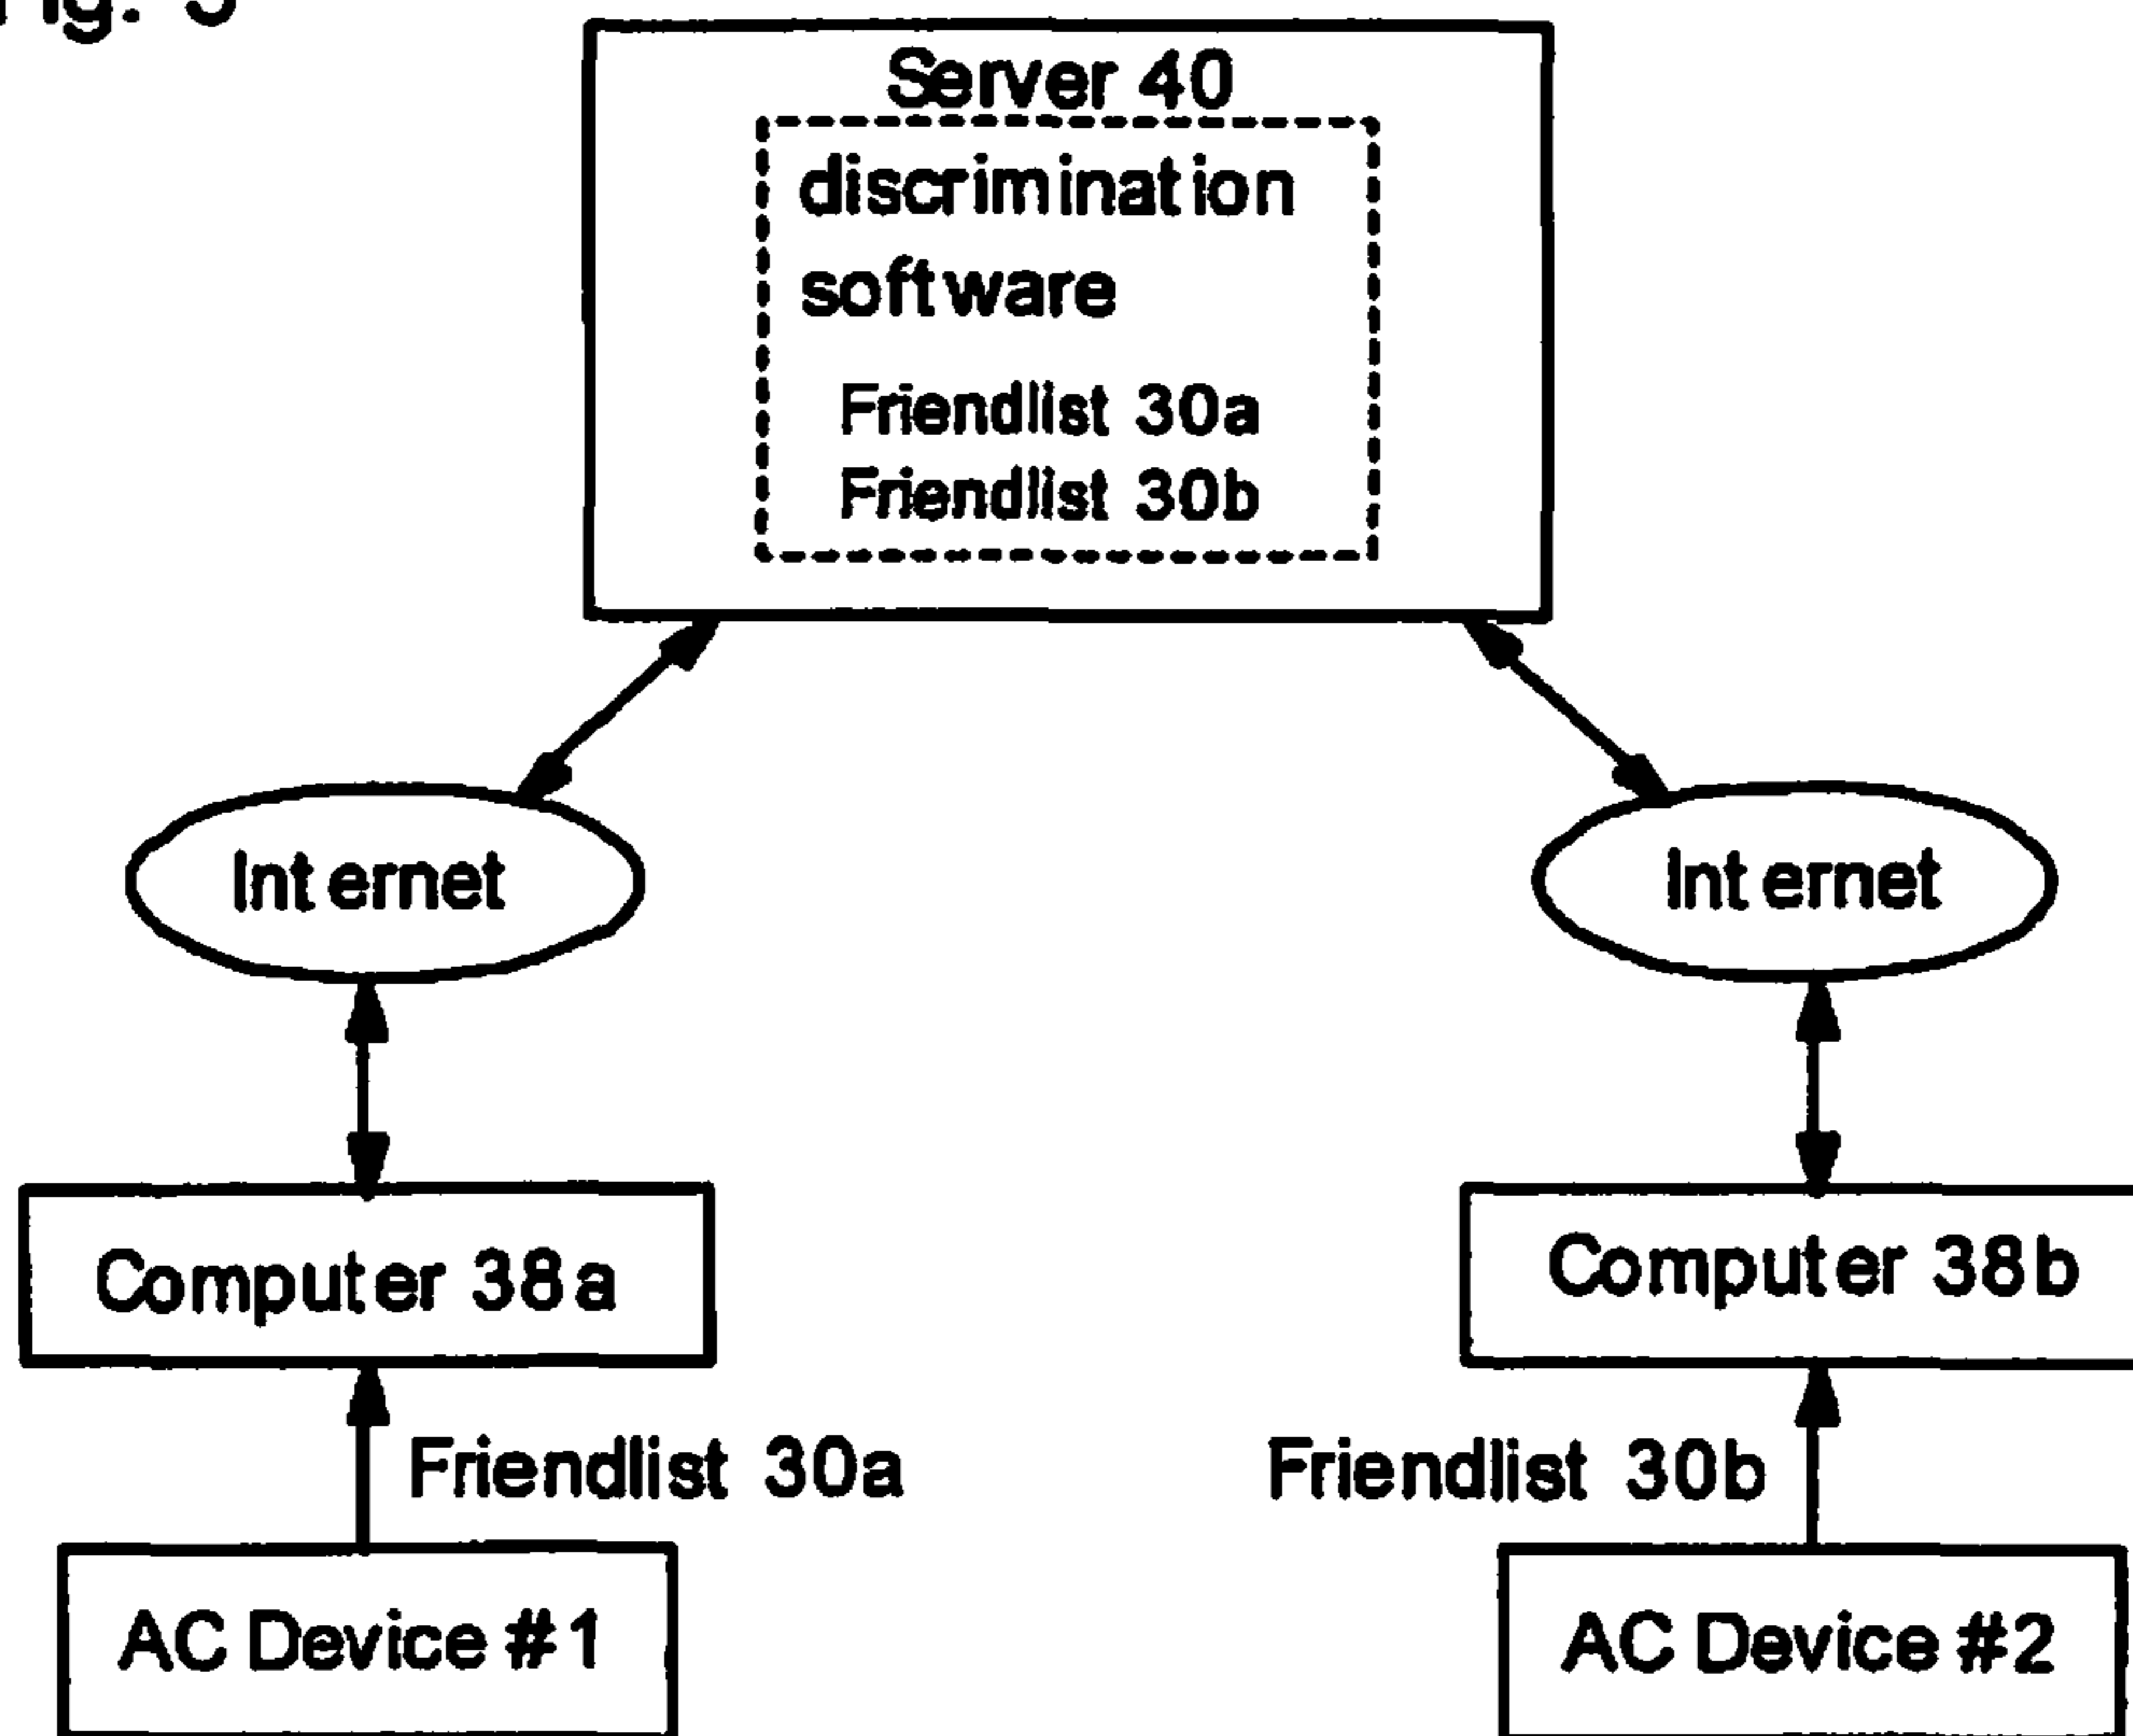 Server 40
discrimination
software
Friendlist 30a
Friendlist 30b
Internet
Internet
Computer 38a
Computer 38b
Friendlist 30a
Friendlist 30b
AC Device #1
AC Device #2